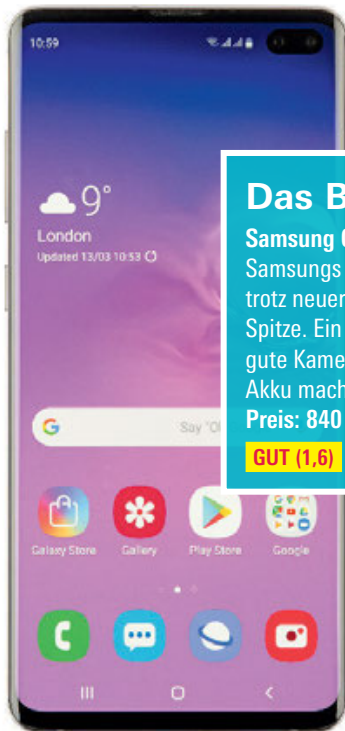 10:59
9°
London
Updated 13/03 10:53
Das B
Samsung
Samsungs
trotz neuer
Spitze. Ein
gute Kame
Akku mach
Preis: 840
GUT (1,6)
G
Say
Galaxy Store
Gallery
Play Store
Google